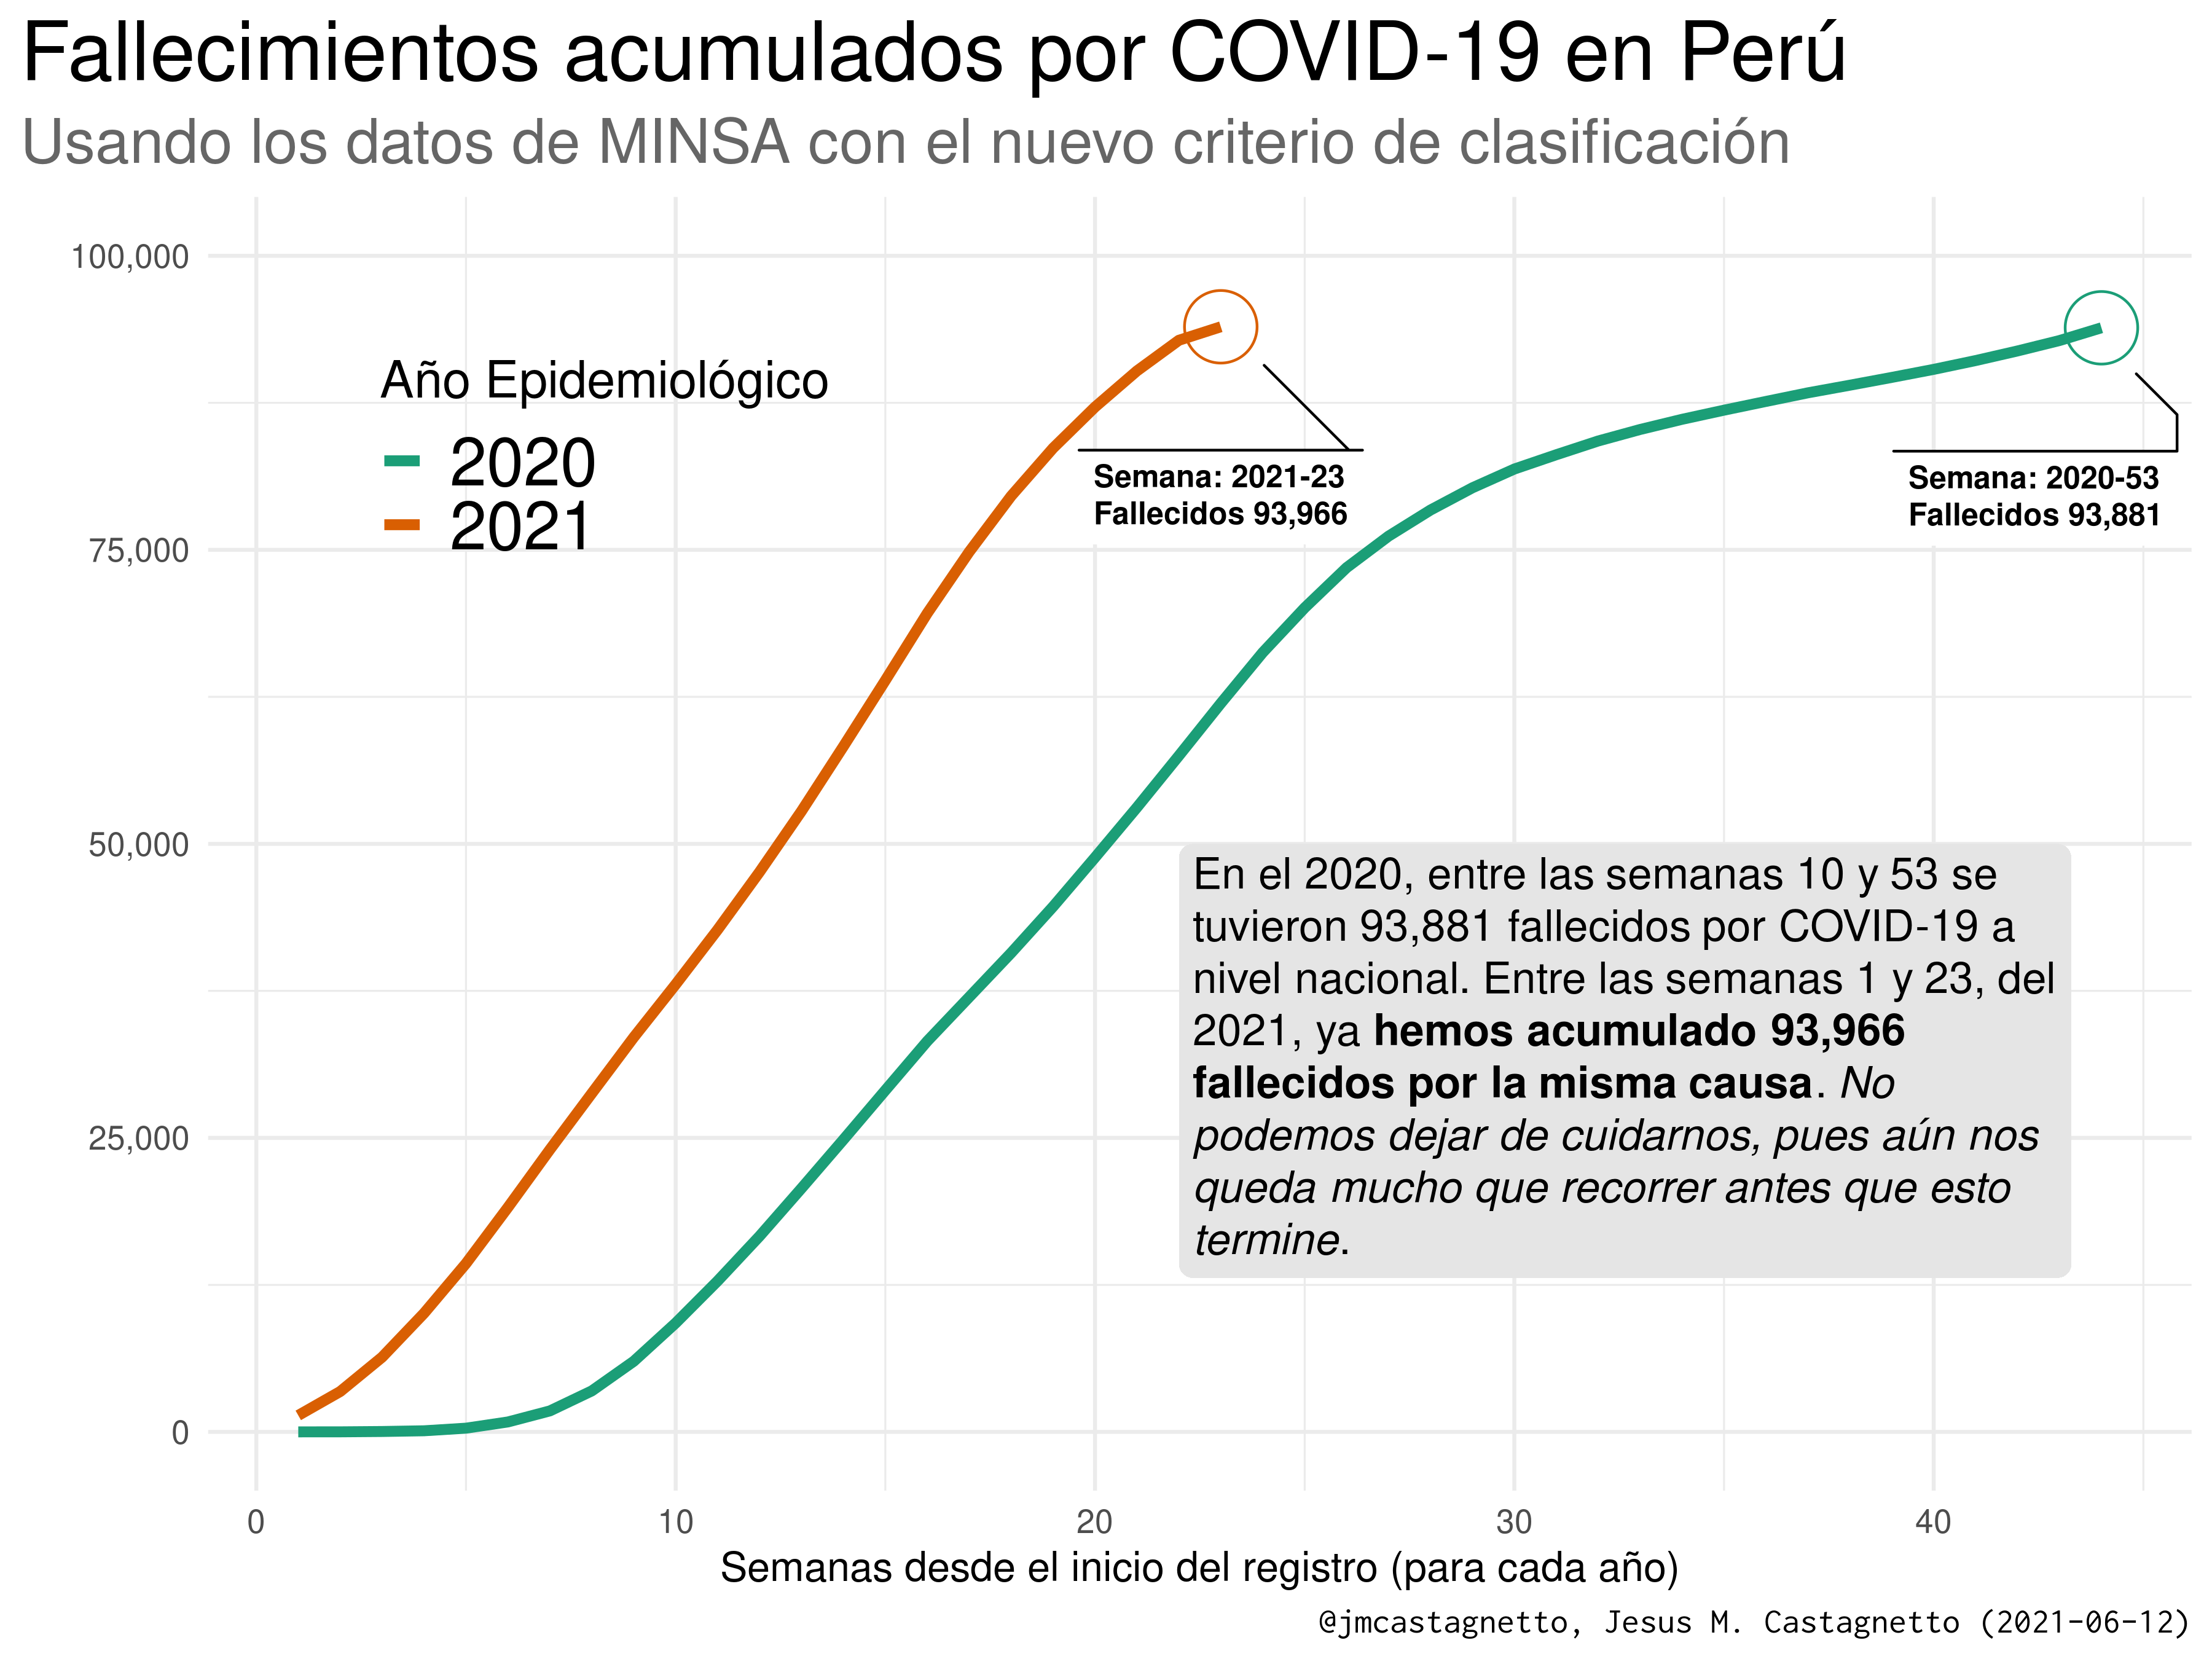 Fallecimientos acumulados por COVID-19 en Perú
Usando los datos de MINSA con el nuevo criterio de clasificación
100,000
75,000
50,000
25,000
0
Año Epidemiológico
2020
2021
Semana: 2021-23
Fallecidos 93,966
Semana: 2020-53
Fallecidos 93,881
En el 2020, entre las semanas 10 y 53 se
tuvieron 93,881 fallecidos por COVID-19 a
nivel nacional. Entre las semanas 1 y 23, del
2021, ya hemos acumulado 93,966
fallecidos por la misma causa. No
podemos dejar de cuidarnos, pues aún nos
queda mucho que recorrer antes que esto
termine.
0
10
20
30
40
Semanas desde el inicio del registro (para cada año)
@jmcastagnetto, Jesus M. Castagnetto (2021-06-12)